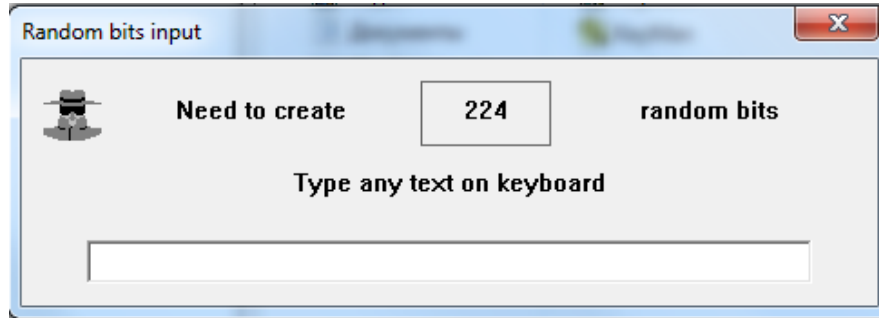 Random bits input
Need to create 224 random bits
Type any text on keyboard